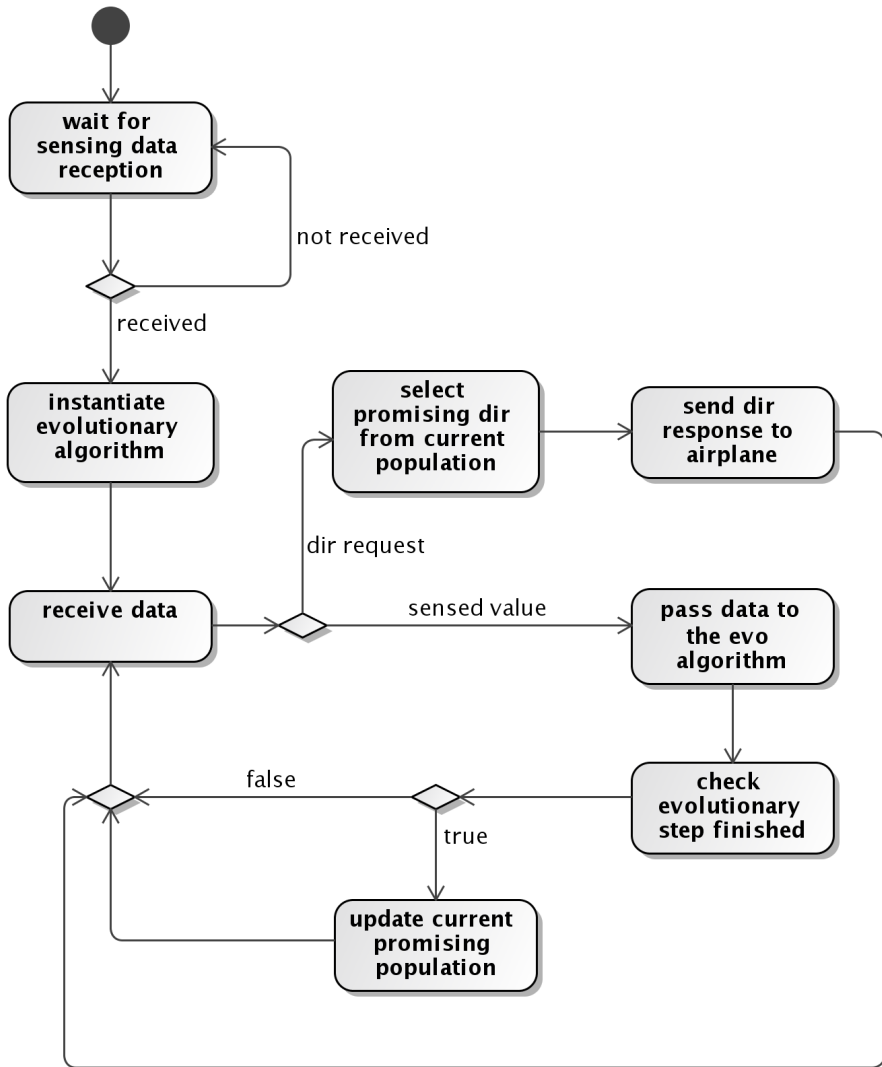 wait for
sensing data
reception
not received
received
instantiate
evolutionary
algorithm
select
promising dir
from current
population
send dir
response to
airplane
dir request
receive data
sensed value
pass data to
the evo
algorithm
false
check
evolutionary
step finished
true
update current
promising
population